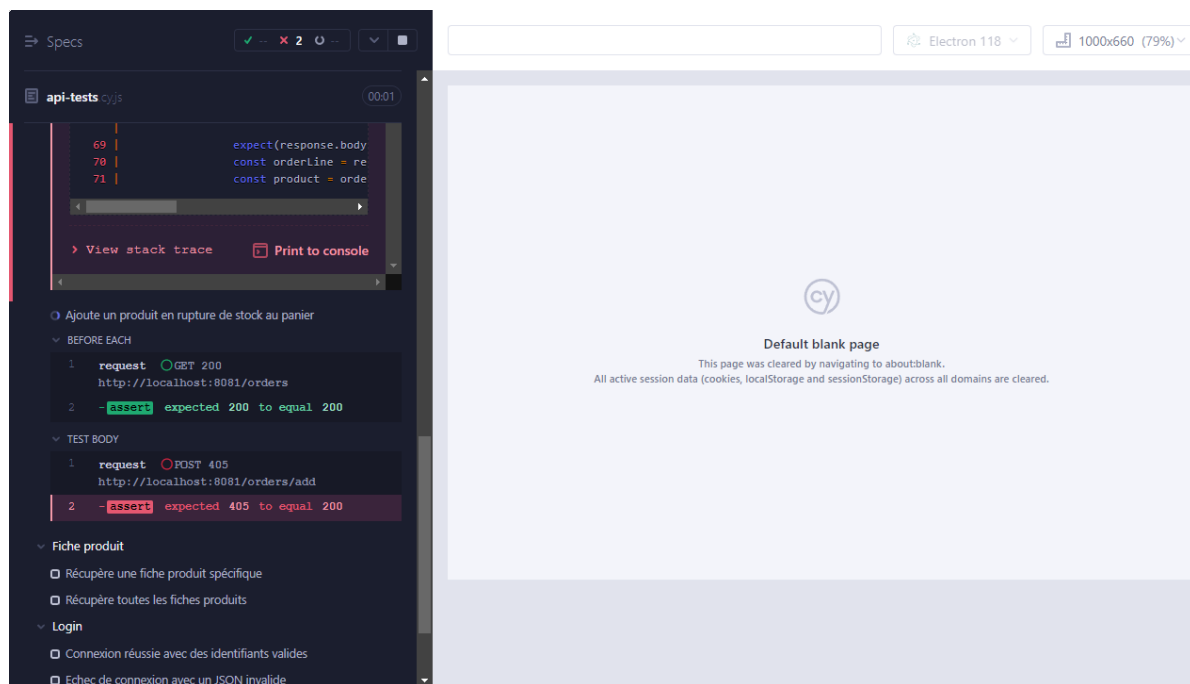 Specs
-- 2 --
Electron 118
1000x660 (79%)
api-tests cy.js
00:01
69 | expect(response.body
70 | const orderLine = re
71 | const product = orde
> View stack trace
Print to console
Ajoute un produit en rupture de stock au panier
BEFORE EACH
1 request GET 200
http://localhost:8081/orders
2 -assert expected 200 to equal 200
TEST BODY
1 request POST 405
http://localhost:8081/orders/add
2 -assert expected 405 to equal 200
Fiche produit
Récupère une fiche produit spécifique
Récupère toutes les fiches produits
Login
Connexion réussie avec des identifiants valides
Echec de connexion avec un JSON invalide
cy
Default blank page
This page was cleared by navigating to about:blank.
All active session data (cookies, localStorage and sessionStorage) across all domains are cleared.